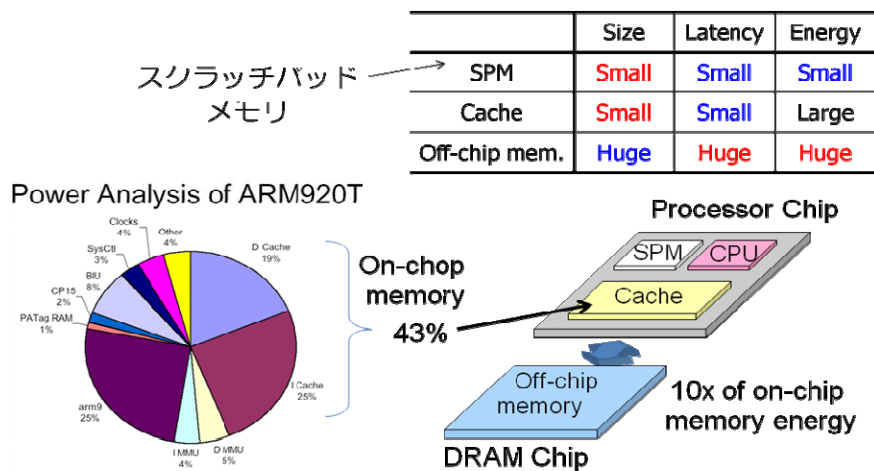 Size Latency Energy
SPM Small Small Small
Cache Small Small Large
Off-chip mem. Huge Huge Huge
スクラッチパッド
メモリ
Power Analysis of ARM920T
Clocks
4%
Other
4%
SysCtl
3%
BIU
8%
CP15
2%
PATag RAM
1%
arm9
25%
I MMU
4%
D MMU
5%
I Cache
25%
D Cache
19%
On-chop
memory
43%
Processor Chip
SPM
CPU
Cache
Off-chip
memory
10x of on-chip
memory energy
DRAM Chip